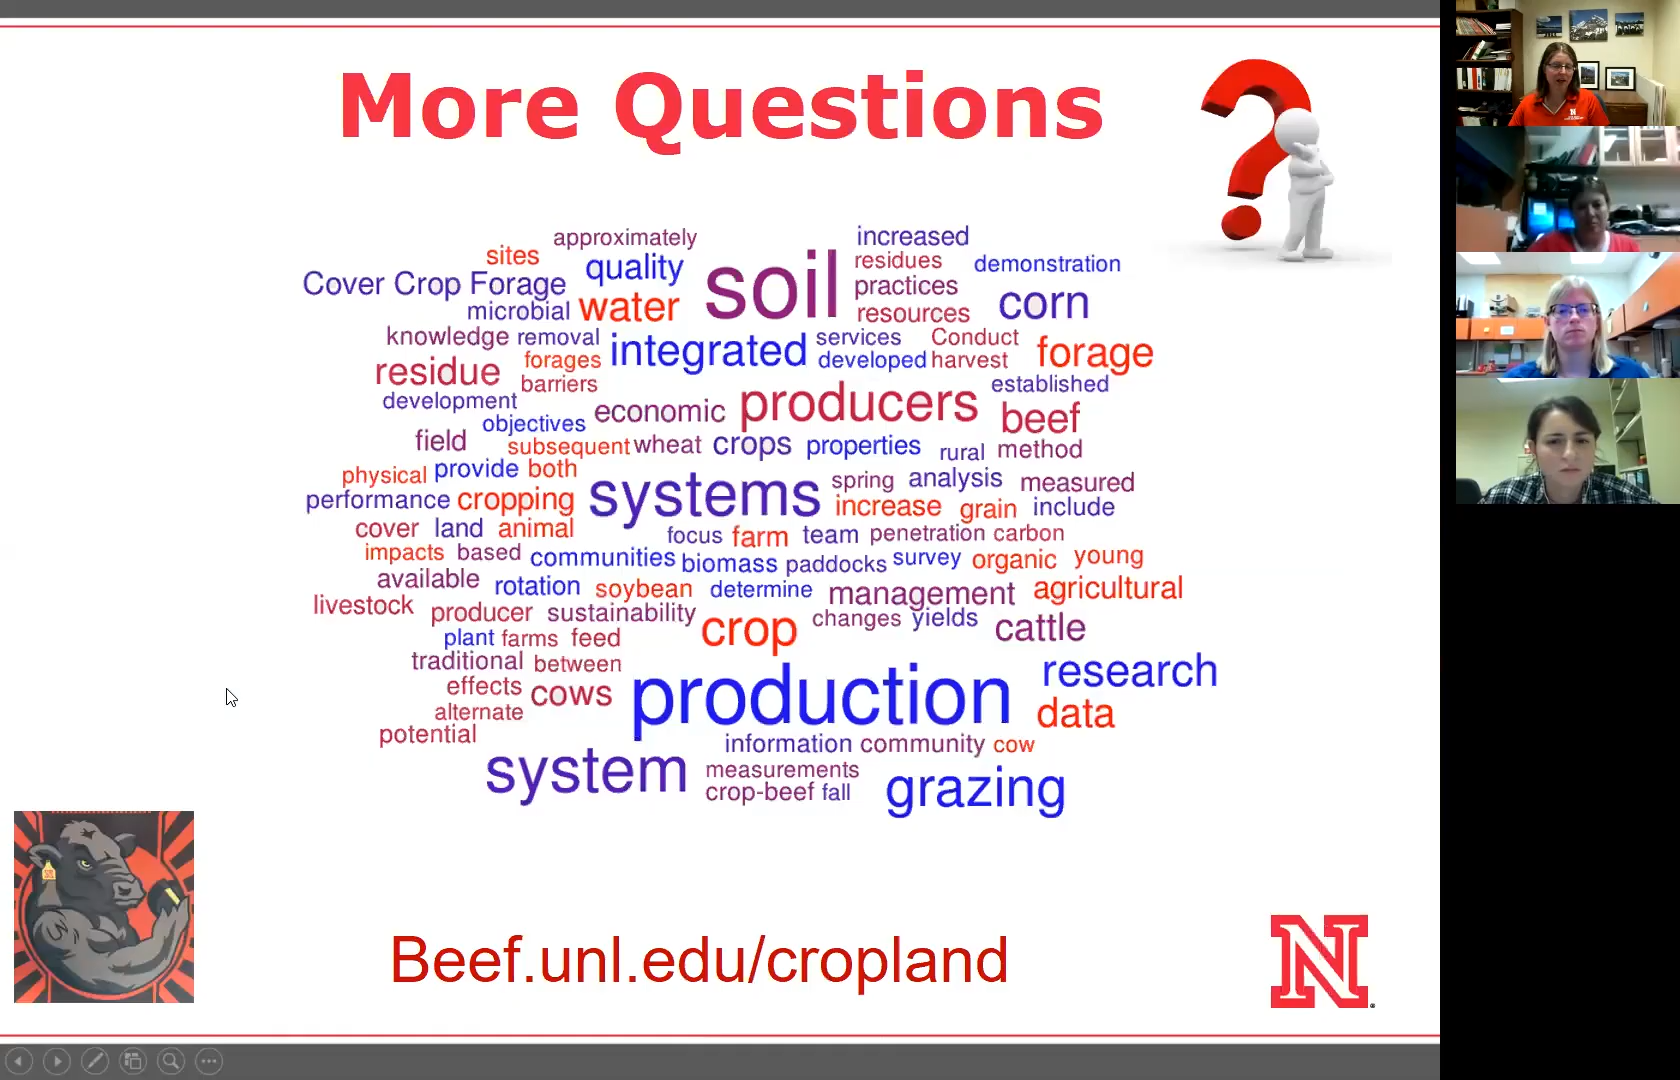 More Questions
approximately
increased
sites
quality
soil
residues
demonstration
Cover Crop Forage
practices
microbial
water
resources
corn
knowledge
removal
integrated
services
Conduct
forage
forages
developed
harvest
residue
barriers
established
development
economic
producers
beef
objectives
field
subsequent
wheat
crops
properties
rural
method
physical
provide
both
systems
spring
analysis
measured
performance
cropping
increase
grain
include
cover
land
animal
focus
farm
team
penetration
carbon
impacts
based
communities
biomass
paddocks
survey
organic
young
available
rotation
soybean
determine
management
agricultural
livestock
producer
sustainability
crop
changes
yields
cattle
plant
farms
feed
traditional
between
research
effects
cows
production
data
alternate
potential
information
community
cow
system
measurements
grazing
crop-beef
fall
Beef.unl.edu/cropland
N